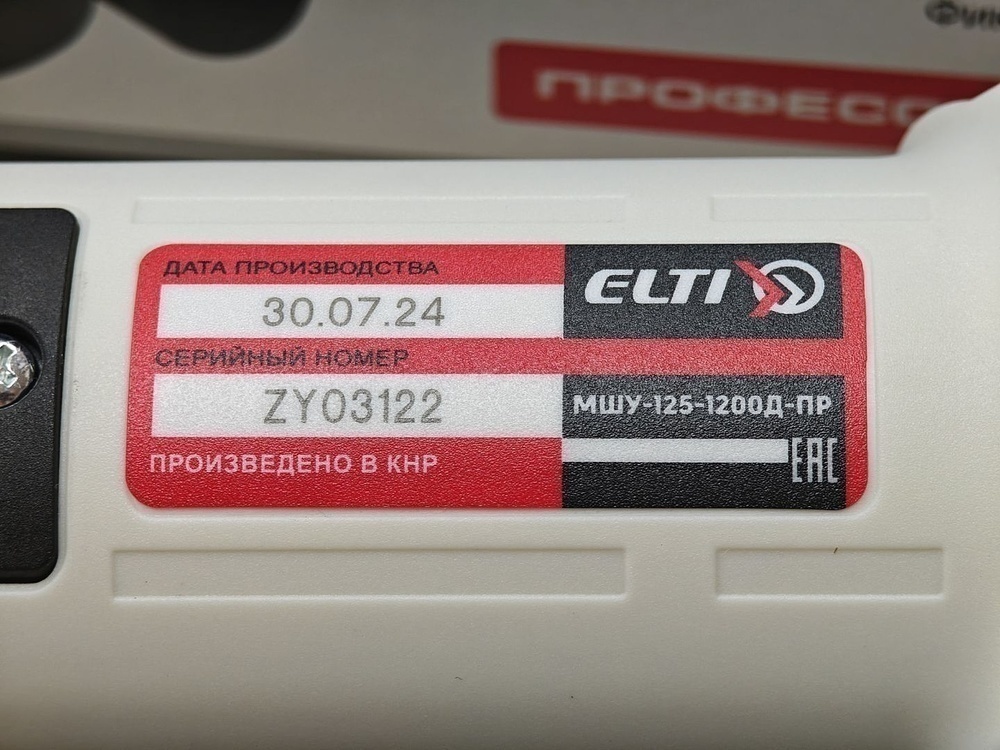 ПРОФЕСС
ДАТА ПРОИЗВОДСТВА
30.07.24
ELTI
СЕРИЙНЫЙ НОМЕР
ZY03122
МШУ-125-1200Д-ПР
ПРОИЗВЕДЕНО В КНР
EAC